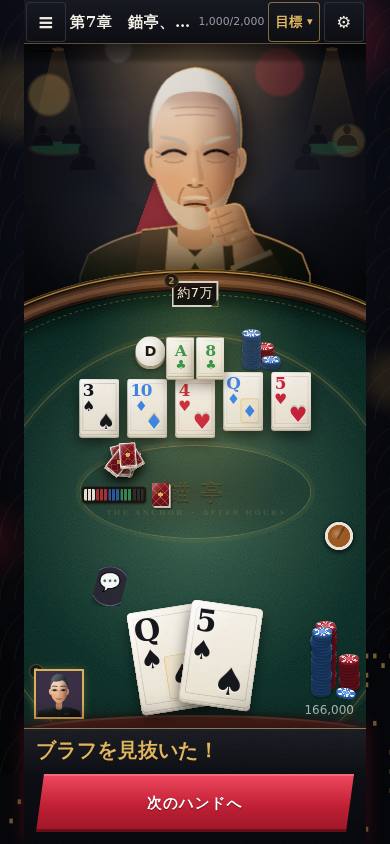 ☰ 第7章 錨亭、... 1,000/2,000 目標 ▾
2
約7万
D A 8
3 10 4 Q 5
亭
THE ANCHOR · AFTER HOURS
Q 5
166,000
ブラフを見抜いた！
次のハンドへ